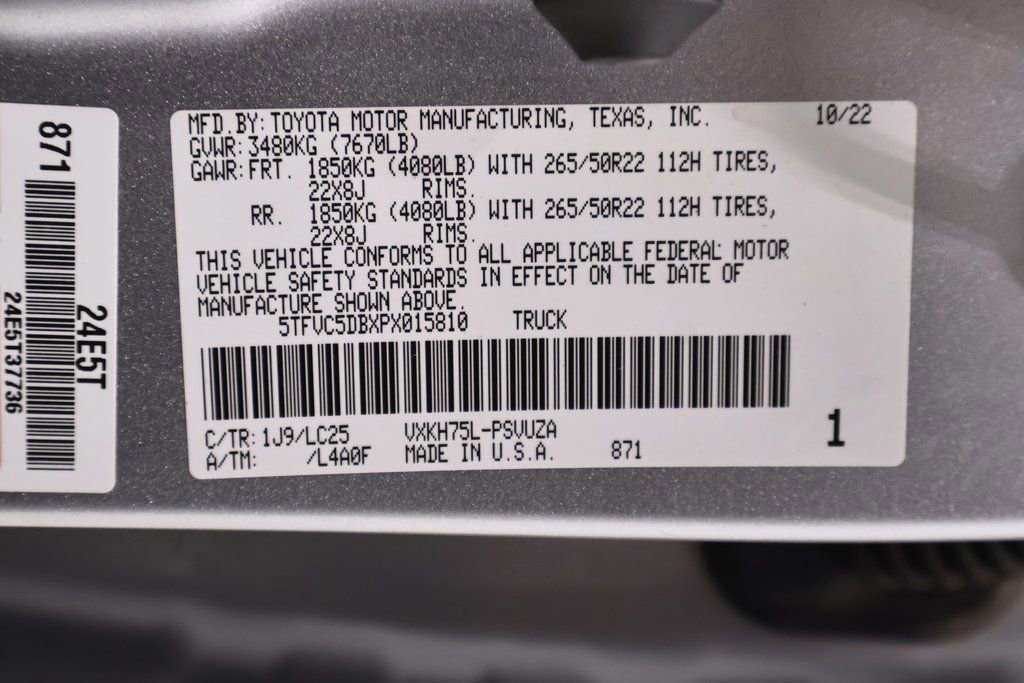 871
24E5T
24E5T37736
MFD.BY: TOYOTA MOTOR MANUFACTURING, TEXAS, INC. 10/22
GVWR: 3480KG (7670LB)
GAWR: FRT. 1850KG (4080LB) WITH 265/50R22 112H TIRES,
22X8J RIMS.
RR. 1850KG (4080LB) WITH 265/50R22 112H TIRES,
22X8J RIMS.
THIS VEHICLE CONFORMS TO ALL APPLICABLE FEDERAL MOTOR
VEHICLE SAFETY STANDARDS IN EFFECT ON THE DATE OF
MANUFACTURE SHOWN ABOVE.
5TFVC5DBXPX015810 TRUCK
C/TR: 1J9/LC25 VXKH75L-PSVUZA
A/TM: /L4A0F MADE IN U.S.A. 871
1